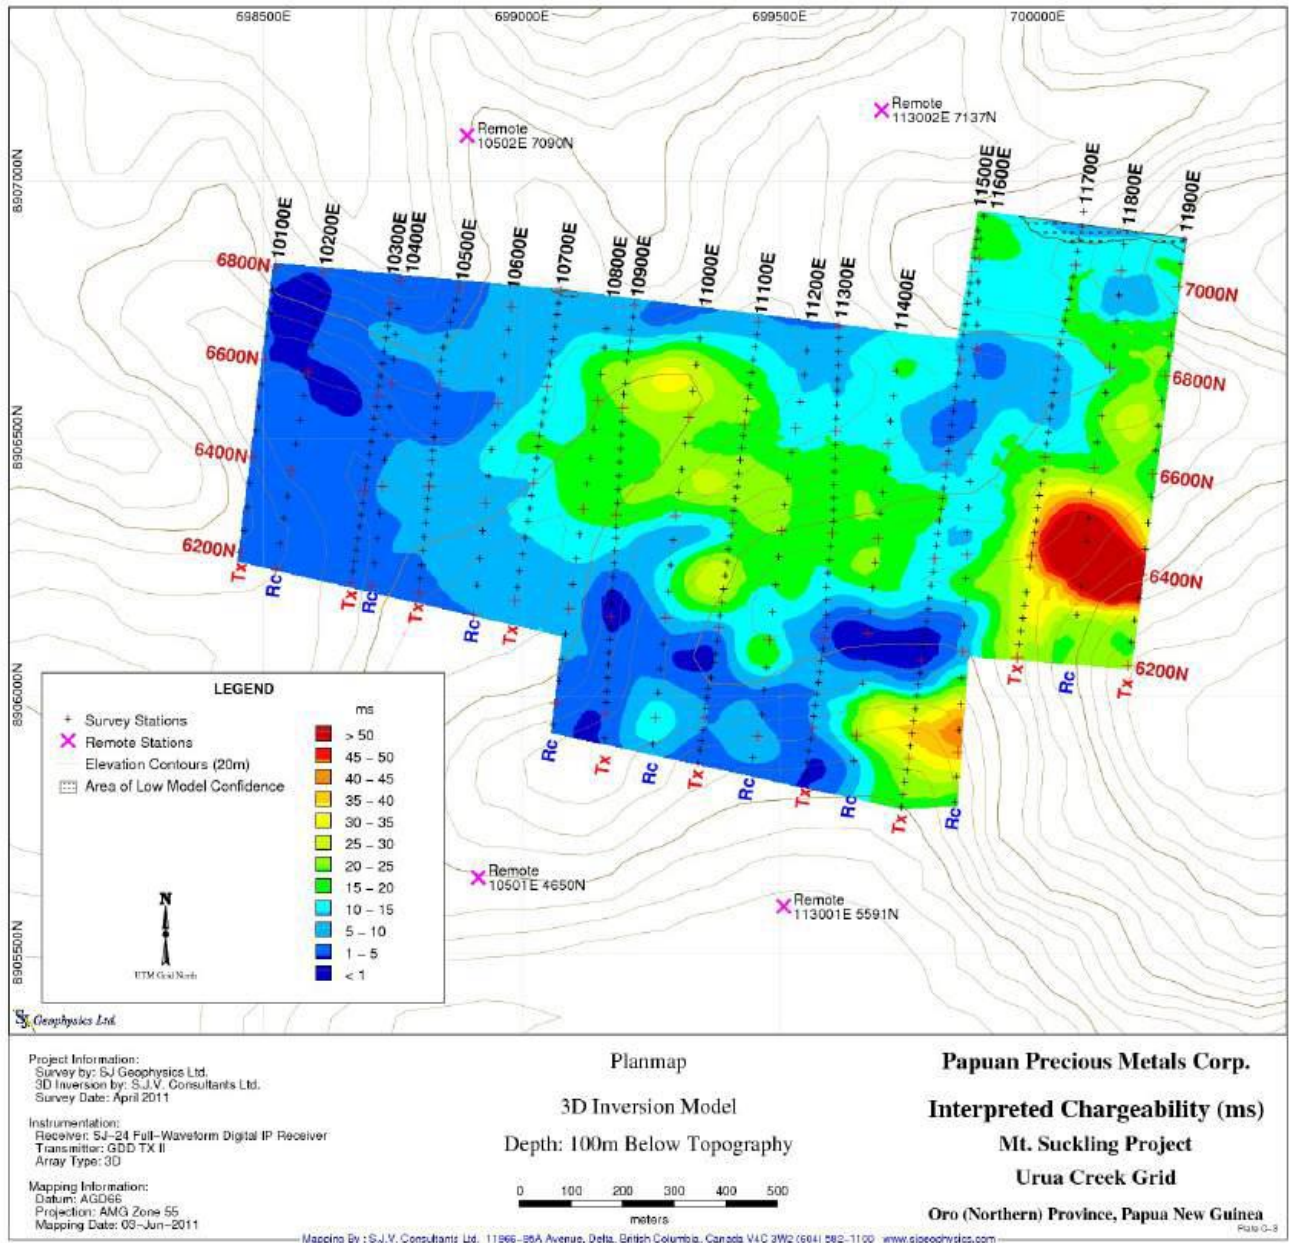 698500E 699000E 699500E 700000E
8907000N
8906500N
8906000N
8905500N
Remote
10502E 7090N
Remote
113002E 7137N
10100E
10200E
10300E
10400E
10500E
10600E
10700E
10800E
10900E
11000E
11100E
11200E
11300E
11400E
11500E
11600E
11700E
11800E
11900E
6800N
6600N
6400N
6200N
7000N
6800N
6600N
6400N
6200N
Tx
Rc
Tx
Rc
Tx
Rc
Tx
Rc
Tx
Rc
Tx
Rc
Tx
Rc
Tx
Rc
Tx
Rc
Tx
Remote
10501E 4650N
Remote
113001E 5591N
LEGEND
Survey Stations
Remote Stations
Elevation Contours (20m)
Area of Low Model Confidence
ms
> 50
45 - 50
40 - 45
35 - 40
30 - 35
25 - 30
20 - 25
15 - 20
10 - 15
5 - 10
1 - 5
< 1
N
UTM Grid North
SJ Geophysics Ltd.
Project Information:
Survey by: SJ Geophysics Ltd.
3D Inversion by: S.J.V. Consultants Ltd.
Survey Date: April 2011
Instrumentation:
Receiver: SJ-24 Full-Waveform Digital IP Receiver
Transmitter: GDD TX II
Array Type: 3D
Mapping Information:
Datum: AGD66
Projection: AMG Zone 55
Mapping Date: 03-Jun-2011
Planmap
3D Inversion Model
Depth: 100m Below Topography
0 100 200 300 400 500
meters
Papuan Precious Metals Corp.
Interpreted Chargeability (ms)
Mt. Suckling Project
Urua Creek Grid
Oro (Northern) Province, Papua New Guinea
Plate C-3
Mapping By : S.J.V. Consultants Ltd. 11966-95A Avenue, Delta, British Columbia, Canada V4C 3W2 (604) 582-1100 www.sjgeophysics.com